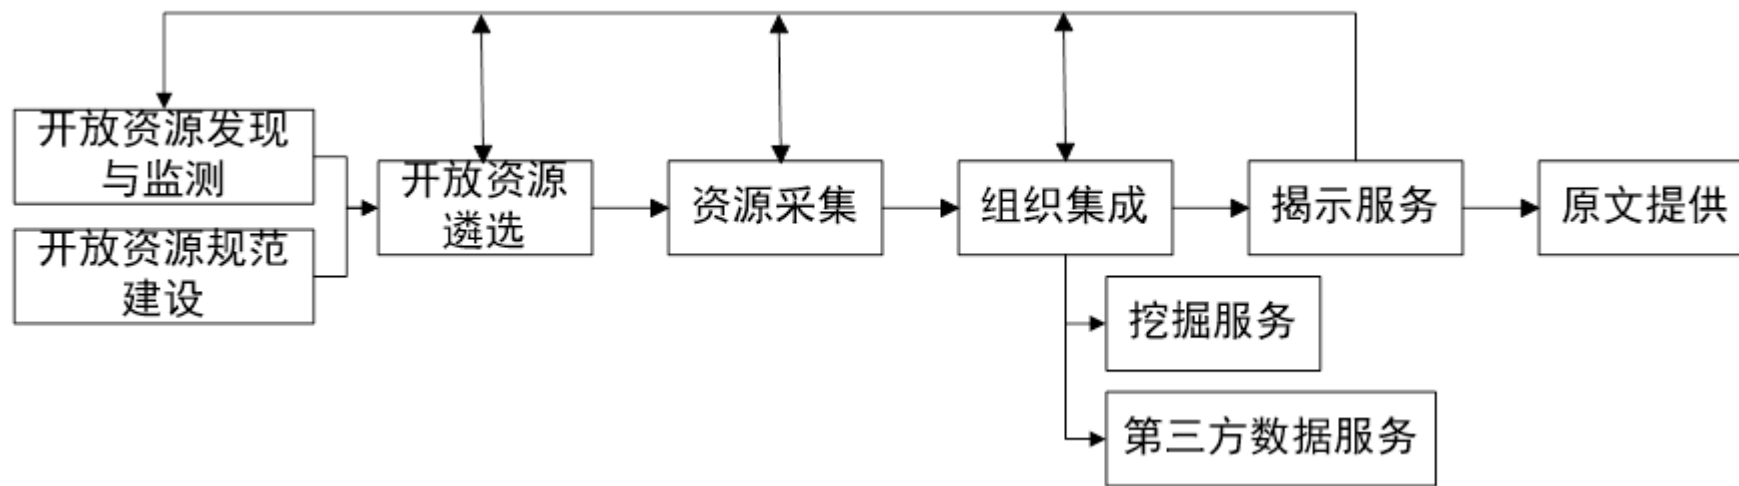 开放资源发现
与监测
开放资源规范
建设
开放资源
遴选
资源采集
组织集成
揭示服务
原文提供
挖掘服务
第三方数据服务